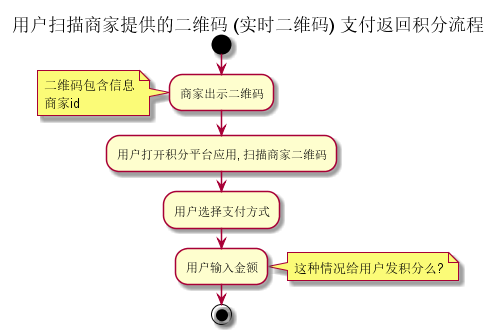 用户扫描商家提供的二维码 (实时二维码) 支付返回积分流程
二维码包含信息
商家id
商家出示二维码
用户打开积分平台应用, 扫描商家二维码
用户选择支付方式
用户输入金额
这种情况给用户发积分么?